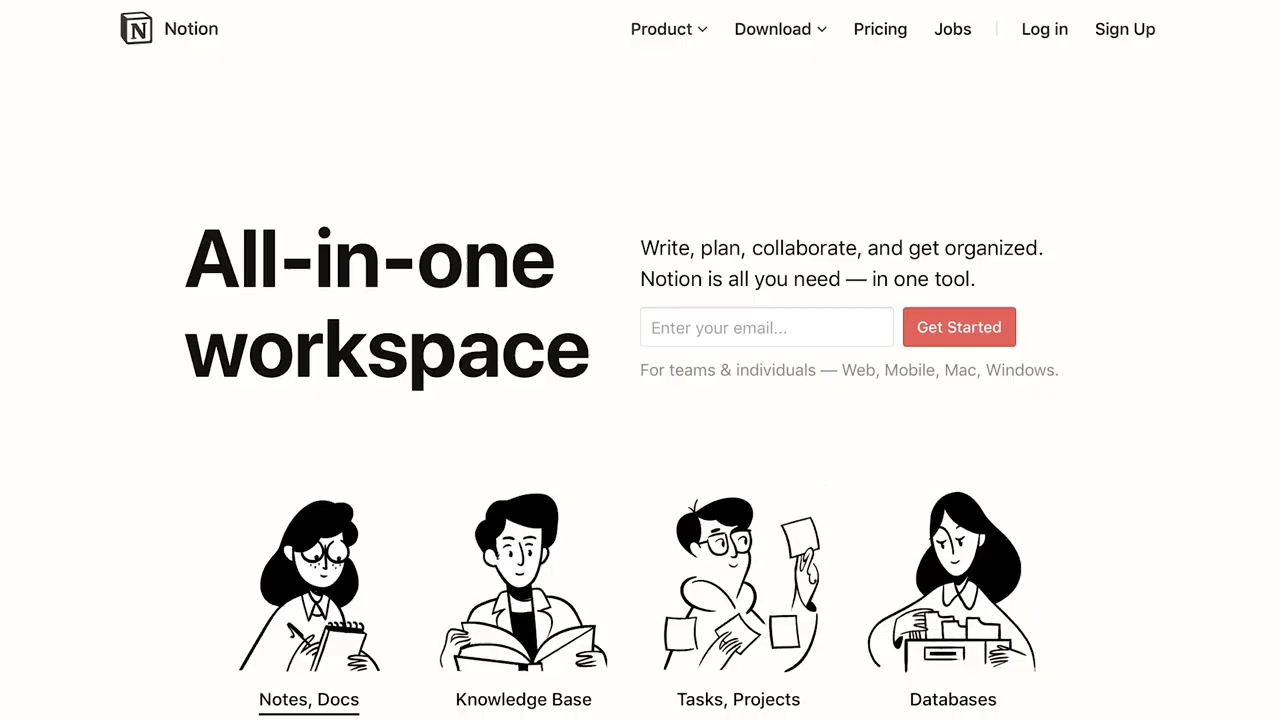 N Notion
Product Download Pricing Jobs Log in Sign Up
All-in-one
workspace
Write, plan, collaborate, and get organized.
Notion is all you need — in one tool.
Enter your email...
Get Started
For teams & individuals — Web, Mobile, Mac, Windows.
Notes, Docs
Knowledge Base
Tasks, Projects
Databases